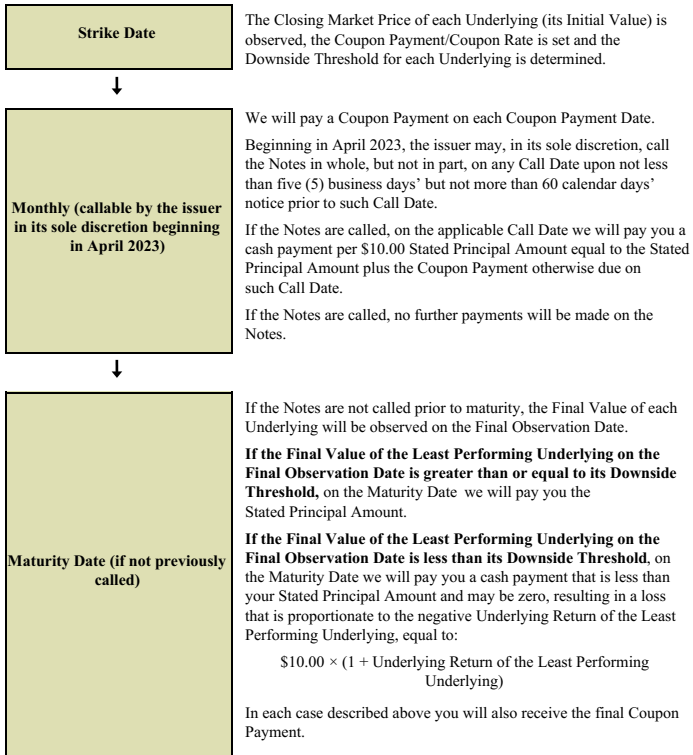 Strike Date
The Closing Market Price of each Underlying (its Initial Value) is
observed, the Coupon Payment/Coupon Rate is set and the
Downside Threshold for each Underlying is determined.
Monthly (callable by the issuer
in its sole discretion beginning
in April 2023)
We will pay a Coupon Payment on each Coupon Payment Date.
Beginning in April 2023, the issuer may, in its sole discretion, call
the Notes in whole, but not in part, on any Call Date upon not less
than five (5) business days’ but not more than 60 calendar days’
notice prior to such Call Date.
If the Notes are called, on the applicable Call Date we will pay you a
cash payment per $10.00 Stated Principal Amount equal to the Stated
Principal Amount plus the Coupon Payment otherwise due on
such Call Date.
If the Notes are called, no further payments will be made on the
Notes.
Maturity Date (if not previously
called)
If the Notes are not called prior to maturity, the Final Value of each
Underlying will be observed on the Final Observation Date.
If the Final Value of the Least Performing Underlying on the
Final Observation Date is greater than or equal to its Downside
Threshold, on the Maturity Date we will pay you the
Stated Principal Amount.
If the Final Value of the Least Performing Underlying on the
Final Observation Date is less than its Downside Threshold, on
the Maturity Date we will pay you a cash payment that is less than
your Stated Principal Amount and may be zero, resulting in a loss
that is proportionate to the negative Underlying Return of the Least
Performing Underlying, equal to:
$10.00 × (1 + Underlying Return of the Least Performing
Underlying)
In each case described above you will also receive the final Coupon
Payment.